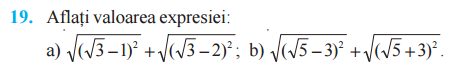 19. Aflați valoarea expresiei:
a) √(√3–1)² + √(√3–2)²; b) √(√5–3)² + √(√5+3)².